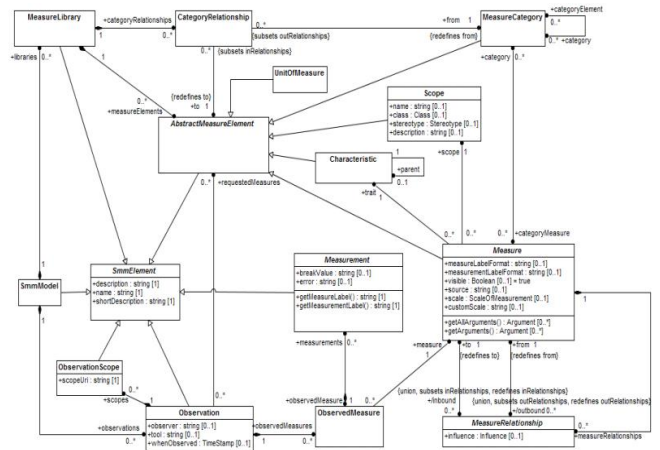 MeasureLibrary
+categoryRelationships
1
0..*
CategoryRelationship
0..*
{subsets outRelationships}
+from 1
{redefines from}
MeasureCategory
+categoryElement
0..*
0..*
+category
+libraries
0..*
1
0..*
{subsets inRelationships}
+category
0..*
UnitOfMeasure
{redefines to}
+to 1
0..*
+measureElements
AbstractMeasureElement
Scope
+name : string [0..1]
+class : Class [0..1]
+stereotype : Stereotype [0..1]
+description : string [0..1]
1
+scope
Characteristic
1
+parent
0..1
+trait
1
0..*
+requestedMeasures
0..*
0..*
0..*
+categoryMeasure
Measure
+measureLabelFormat : string [0..1]
+measurementLabelFormat : string [0..1]
+visible : Boolean [0..1] = true
+source : string [0..1]
+scale : ScaleOfMeasurement [0..1]
+customScale : string [0..1]
+getAllArguments() : Argument [0..*]
+getArguments() : Argument [0..*]
1
Measurement
+breakValue : string [0..1]
+error : string [0..1]
+getMeasureLabel() : string [1]
+getMeasurementLabel() : string [1]
SmmElement
+description : string [1]
+name : string [1]
+shortDescription : string [1]
1
SmmModel
1
+measurements
0..*
+measure
1
+to
1
{redefines to}
+from
1
{redefines from}
ObservationScope
+scopeUri : string [1]
0..*
+scopes
1
0..*
+observedMeasure
1
0..*
{union, subsets inRelationships, redefines inRelationships}
+/inbound
0..*
{union, subsets outRelationships, redefines outRelationships}
+/outbound
0..*
+observations
0..*
Observation
+observer : string [0..1]
+tool : string [0..1]
+whenObserved : TimeStamp [0..1]
+observedMeasures
1
0..*
ObservedMeasure
MeasureRelationship
+influence : Influence [0..1]
0..*
+measureRelationships